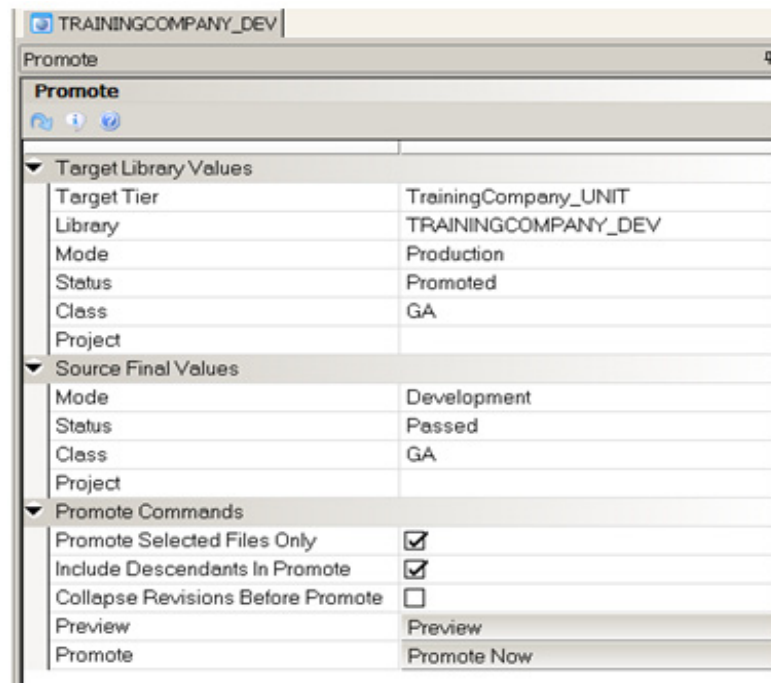 TRAININGCOMPANY_DEV
Promote
Promote
Target Library Values
Target Tier TrainingCompany_UNIT
Library TRAININGCOMPANY_DEV
Mode Production
Status Promoted
Class GA
Project
Source Final Values
Mode Development
Status Passed
Class GA
Project
Promote Commands
Promote Selected Files Only
Include Descendants In Promote
Collapse Revisions Before Promote
Preview Preview
Promote Promote Now